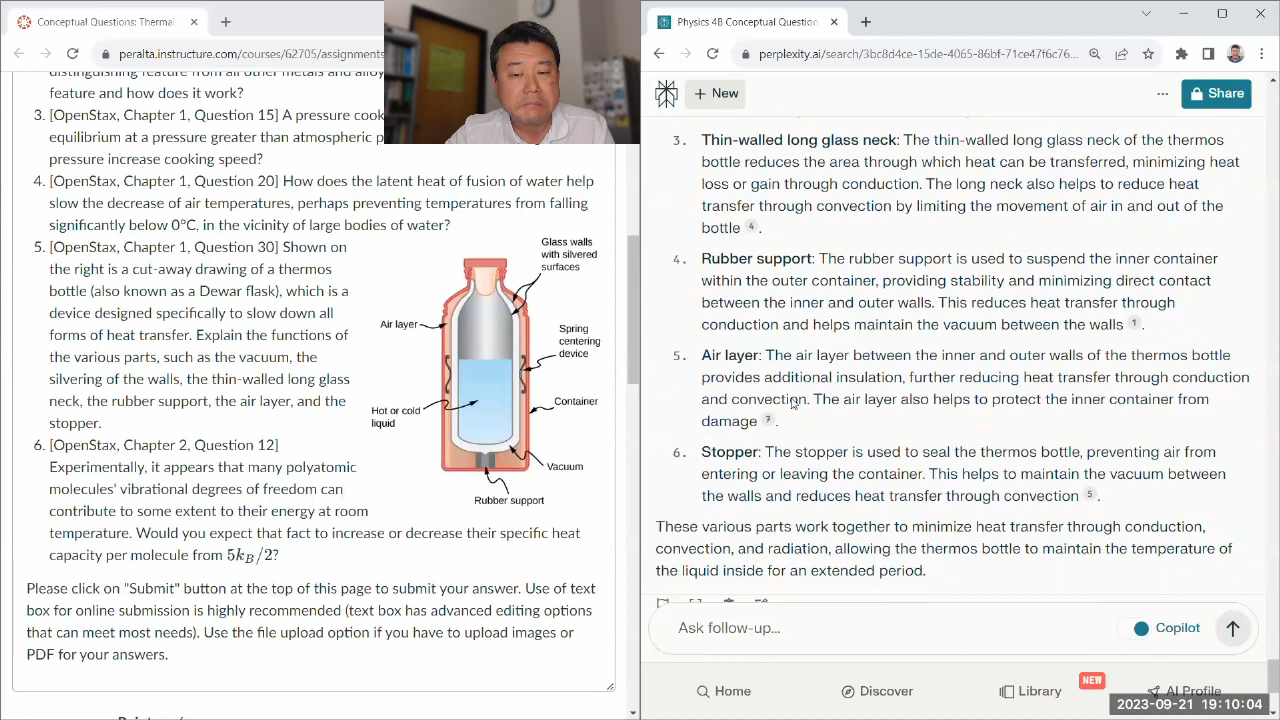 Conceptual Questions: Thermal
peralta.instructure.com/courses/62705/assignments
distinguishing feature from all other metals and alloy
feature and how does it work?
3. [OpenStax, Chapter 1, Question 15] A pressure cook
equilibrium at a pressure greater than atmospheric p
pressure increase cooking speed?
4. [OpenStax, Chapter 1, Question 20] How does the latent heat of fusion of water help
slow the decrease of air temperatures, perhaps preventing temperatures from falling
significantly below 0°C, in the vicinity of large bodies of water?
5. [OpenStax, Chapter 1, Question 30] Shown on
the right is a cut-away drawing of a thermos
bottle (also known as a Dewar flask), which is a
device designed specifically to slow down all
forms of heat transfer. Explain the functions of
the various parts, such as the vacuum, the
silvering of the walls, the thin-walled long glass
neck, the rubber support, the air layer, and the
stopper.
Glass walls
with silvered
surfaces
Air layer
Spring
centering
device
Hot or cold
liquid
Container
Vacuum
Rubber support
6. [OpenStax, Chapter 2, Question 12]
Experimentally, it appears that many polyatomic
molecules' vibrational degrees of freedom can
contribute to some extent to their energy at room
temperature. Would you expect that fact to increase or decrease their specific heat
capacity per molecule from 5k_B/2?
Please click on "Submit" button at the top of this page to submit your answer. Use of text
box for online submission is highly recommended (text box has advanced editing options
that can meet most needs). Use the file upload option if you have to upload images or
PDF for your answers.
Physics 4B Conceptual Question
perplexity.ai/search/3bc8d4ce-15de-4065-86bf-71ce47f6c76...
New
Share
3. Thin-walled long glass neck: The thin-walled long glass neck of the thermos
bottle reduces the area through which heat can be transferred, minimizing heat
loss or gain through conduction. The long neck also helps to reduce heat
transfer through convection by limiting the movement of air in and out of the
bottle 4.
4. Rubber support: The rubber support is used to suspend the inner container
within the outer container, providing stability and minimizing direct contact
between the inner and outer walls. This reduces heat transfer through
conduction and helps maintain the vacuum between the walls 1.
5. Air layer: The air layer between the inner and outer walls of the thermos bottle
provides additional insulation, further reducing heat transfer through conduction
and convection. The air layer also helps to protect the inner container from
damage 7.
6. Stopper: The stopper is used to seal the thermos bottle, preventing air from
entering or leaving the container. This helps to maintain the vacuum between
the walls and reduces heat transfer through convection 5.
These various parts work together to minimize heat transfer through conduction,
convection, and radiation, allowing the thermos bottle to maintain the temperature of
the liquid inside for an extended period.
Ask follow-up...
Copilot
Home
Discover
NEW
Library
AI Profile
2023-09-21 19:10:04